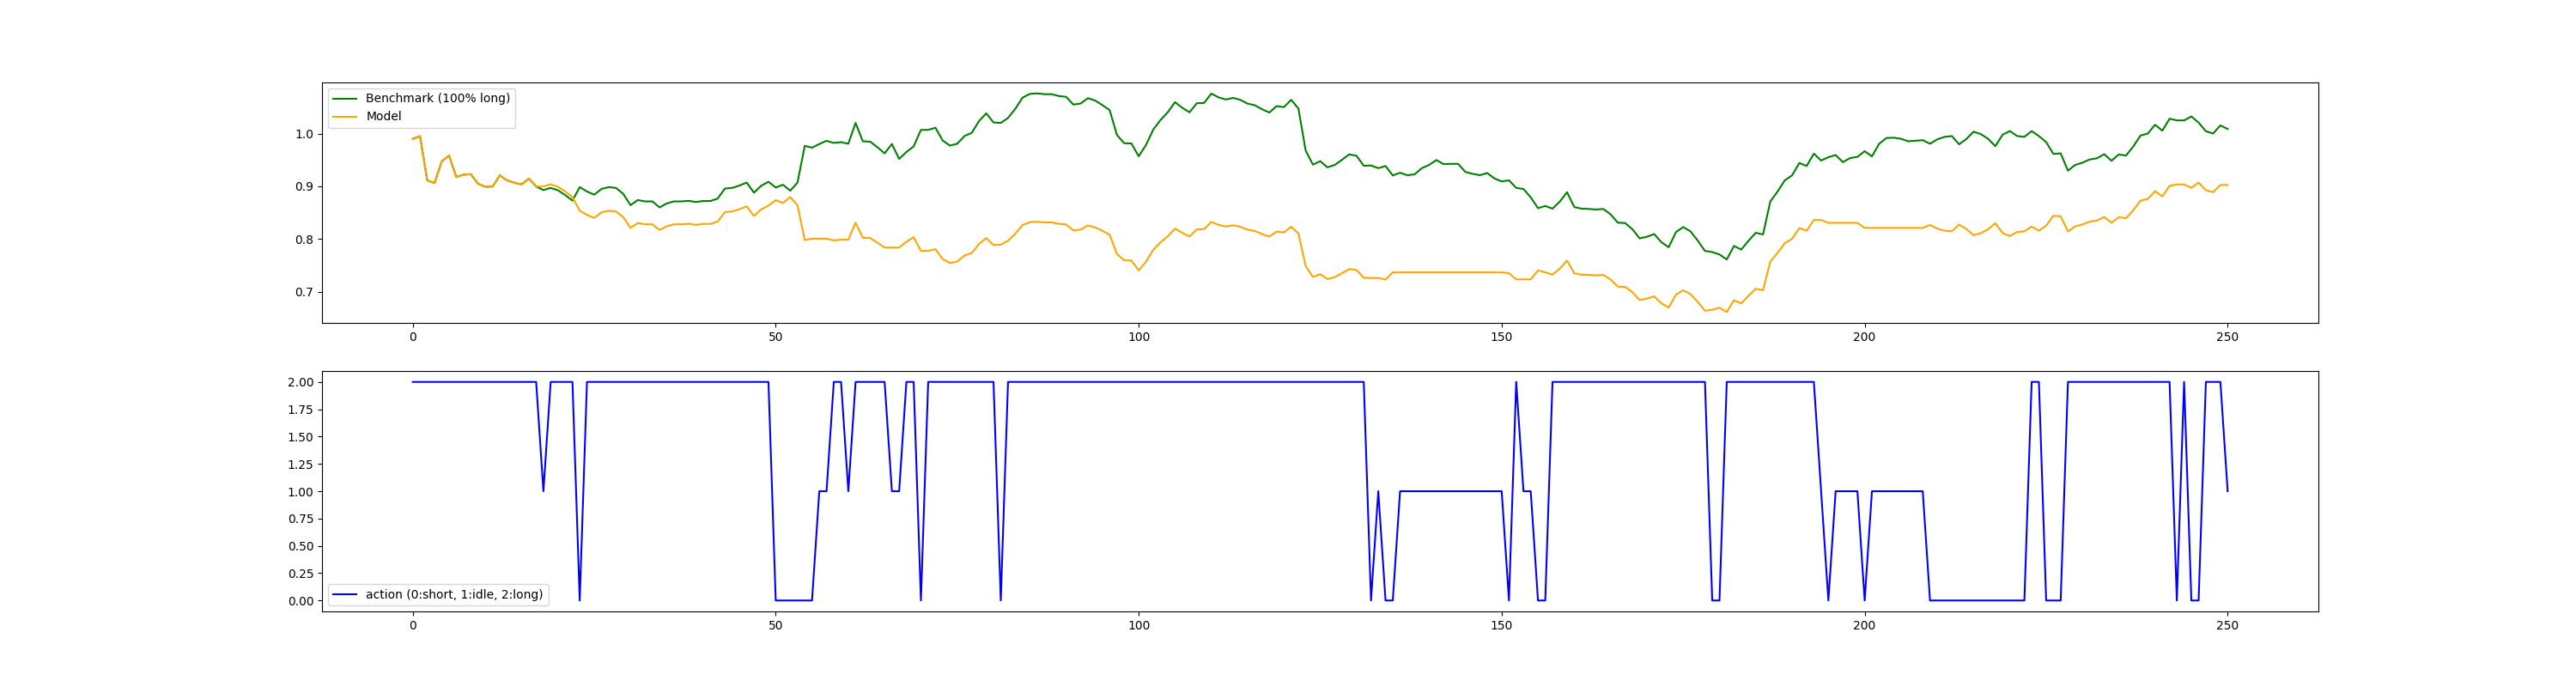 Benchmark (100% long)
Model
1.0
0.9
0.8
0.7
0 50 100 150 200 250
2.00
1.75
1.50
1.25
1.00
0.75
0.50
0.25
0.00
action (0:short, 1:idle, 2:long)
0 50 100 150 200 250